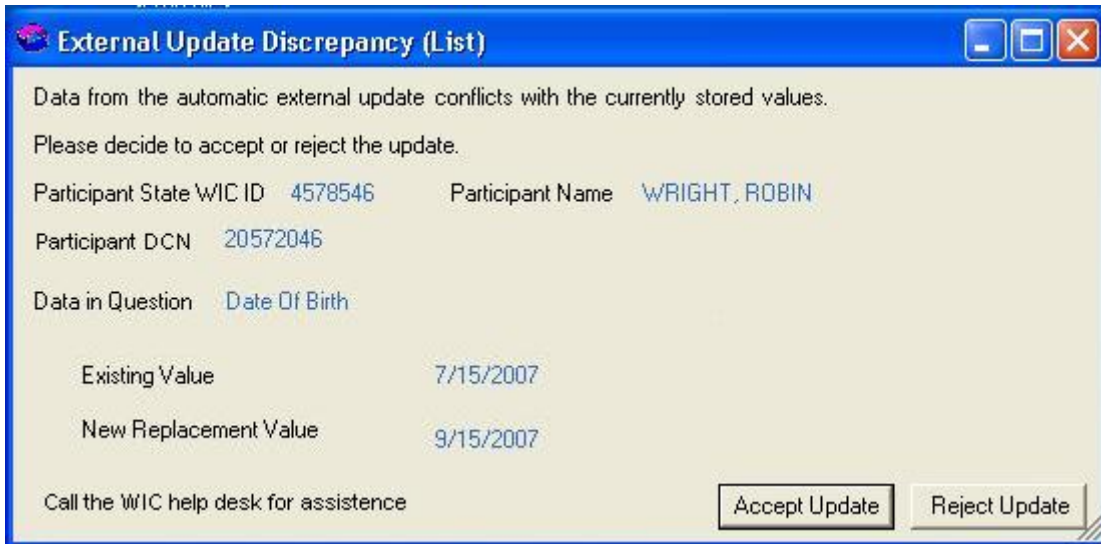 External Update Discrepancy (List)
Data from the automatic external update conflicts with the currently stored values.
Please decide to accept or reject the update.
Participant State WIC ID 4578546 Participant Name WRIGHT, ROBIN
Participant DCN 20572046
Data in Question Date Of Birth
Existing Value 7/15/2007
New Replacement Value 9/15/2007
Call the WIC help desk for assistence
Accept Update Reject Update